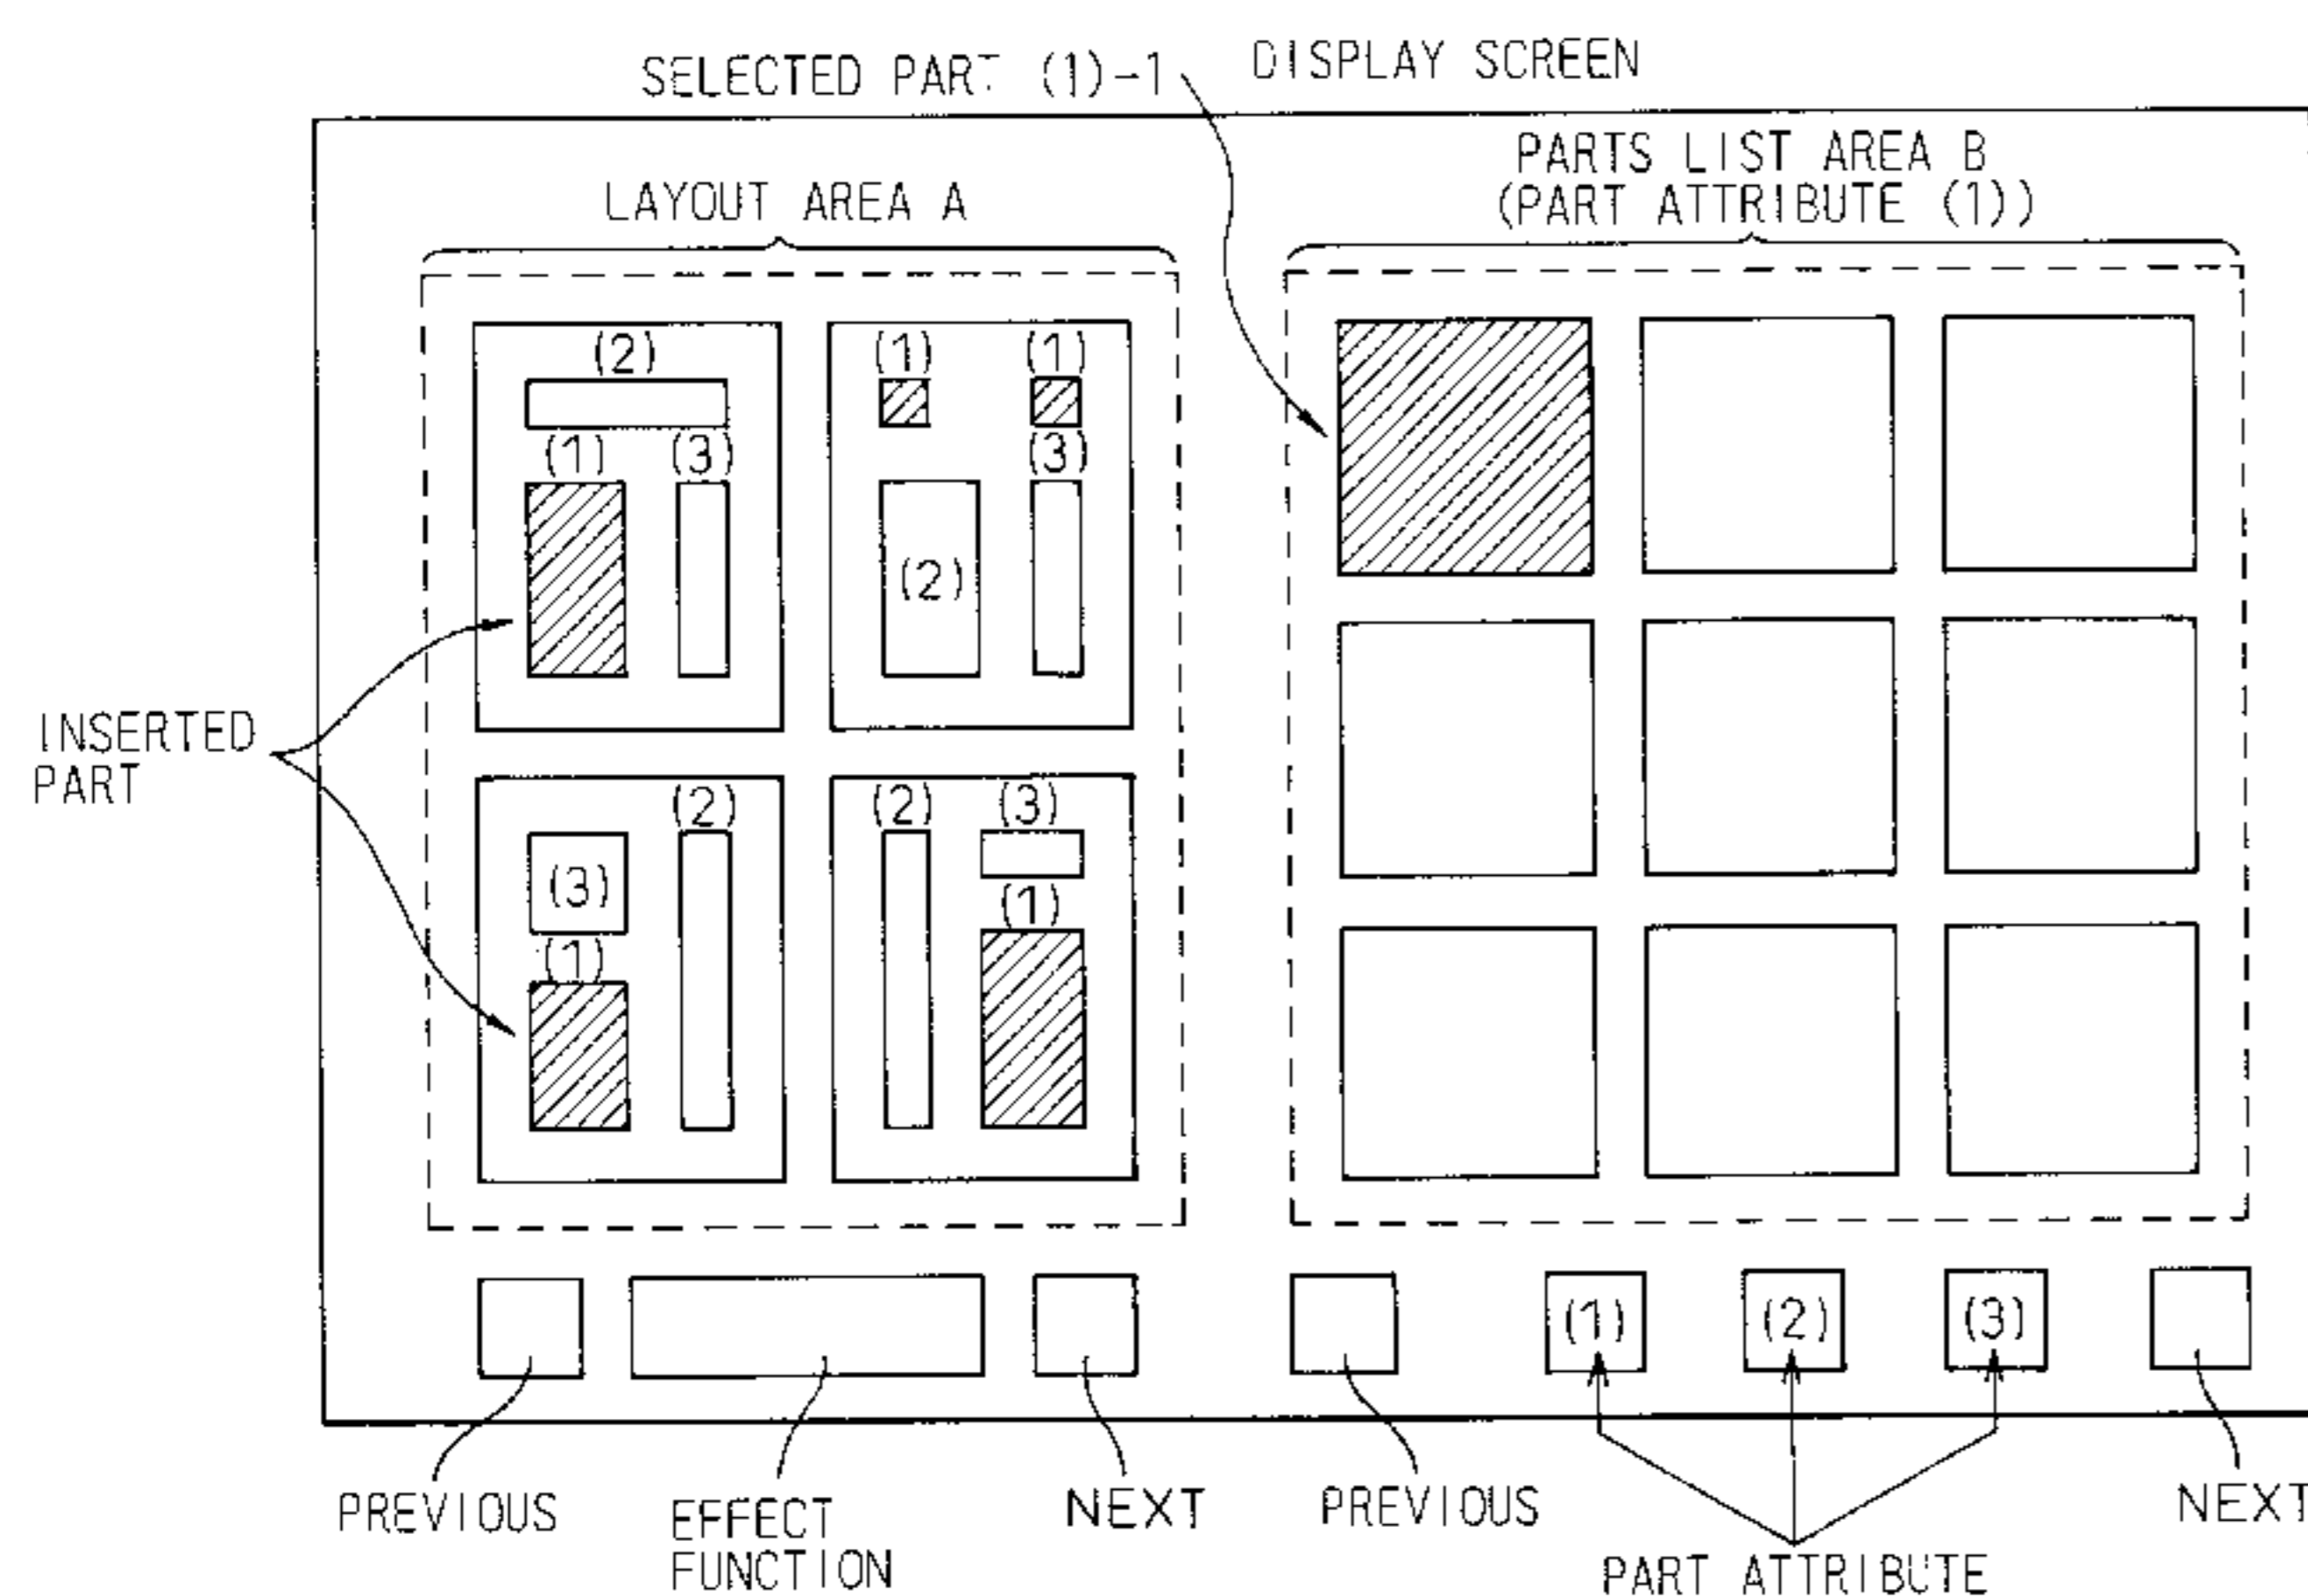 SELECTED PART (1)-1
DISPLAY SCREEN
LAYOUT AREA A
PARTS LIST AREA B
(PART ATTRIBUTE (1))
(2)
(1) (3)
(1) (1)
(3)
(2)
INSERTED
PART
(2)
(3)
(1)
(2) (3)
(1)
(1) (2) (3)
PREVIOUS
EFFECT
FUNCTION
NEXT
PREVIOUS
PART ATTRIBUTE
NEXT